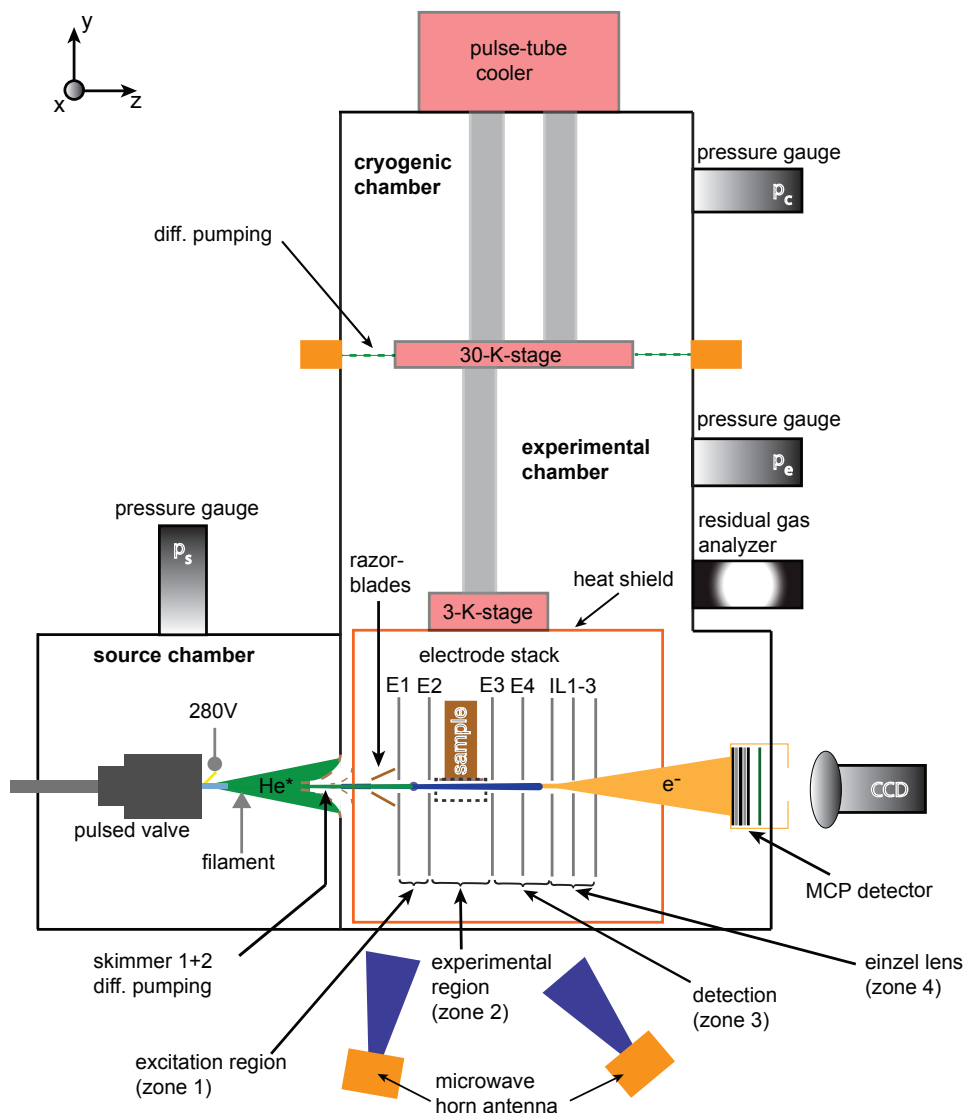 y
x
z
pulse-tube
cooler
cryogenic
chamber
pressure gauge
pc
diff. pumping
30-K-stage
experimental
chamber
pressure gauge
pe
pressure gauge
ps
residual gas
analyzer
razor-
blades
heat shield
3-K-stage
source chamber
electrode stack
E1 E2 E3 E4 IL1-3
280V
sample
He*
e-
CCD
pulsed valve
filament
MCP detector
skimmer 1+2
diff. pumping
experimental
region
(zone 2)
einzel lens
(zone 4)
detection
(zone 3)
excitation region
(zone 1)
microwave
horn antenna